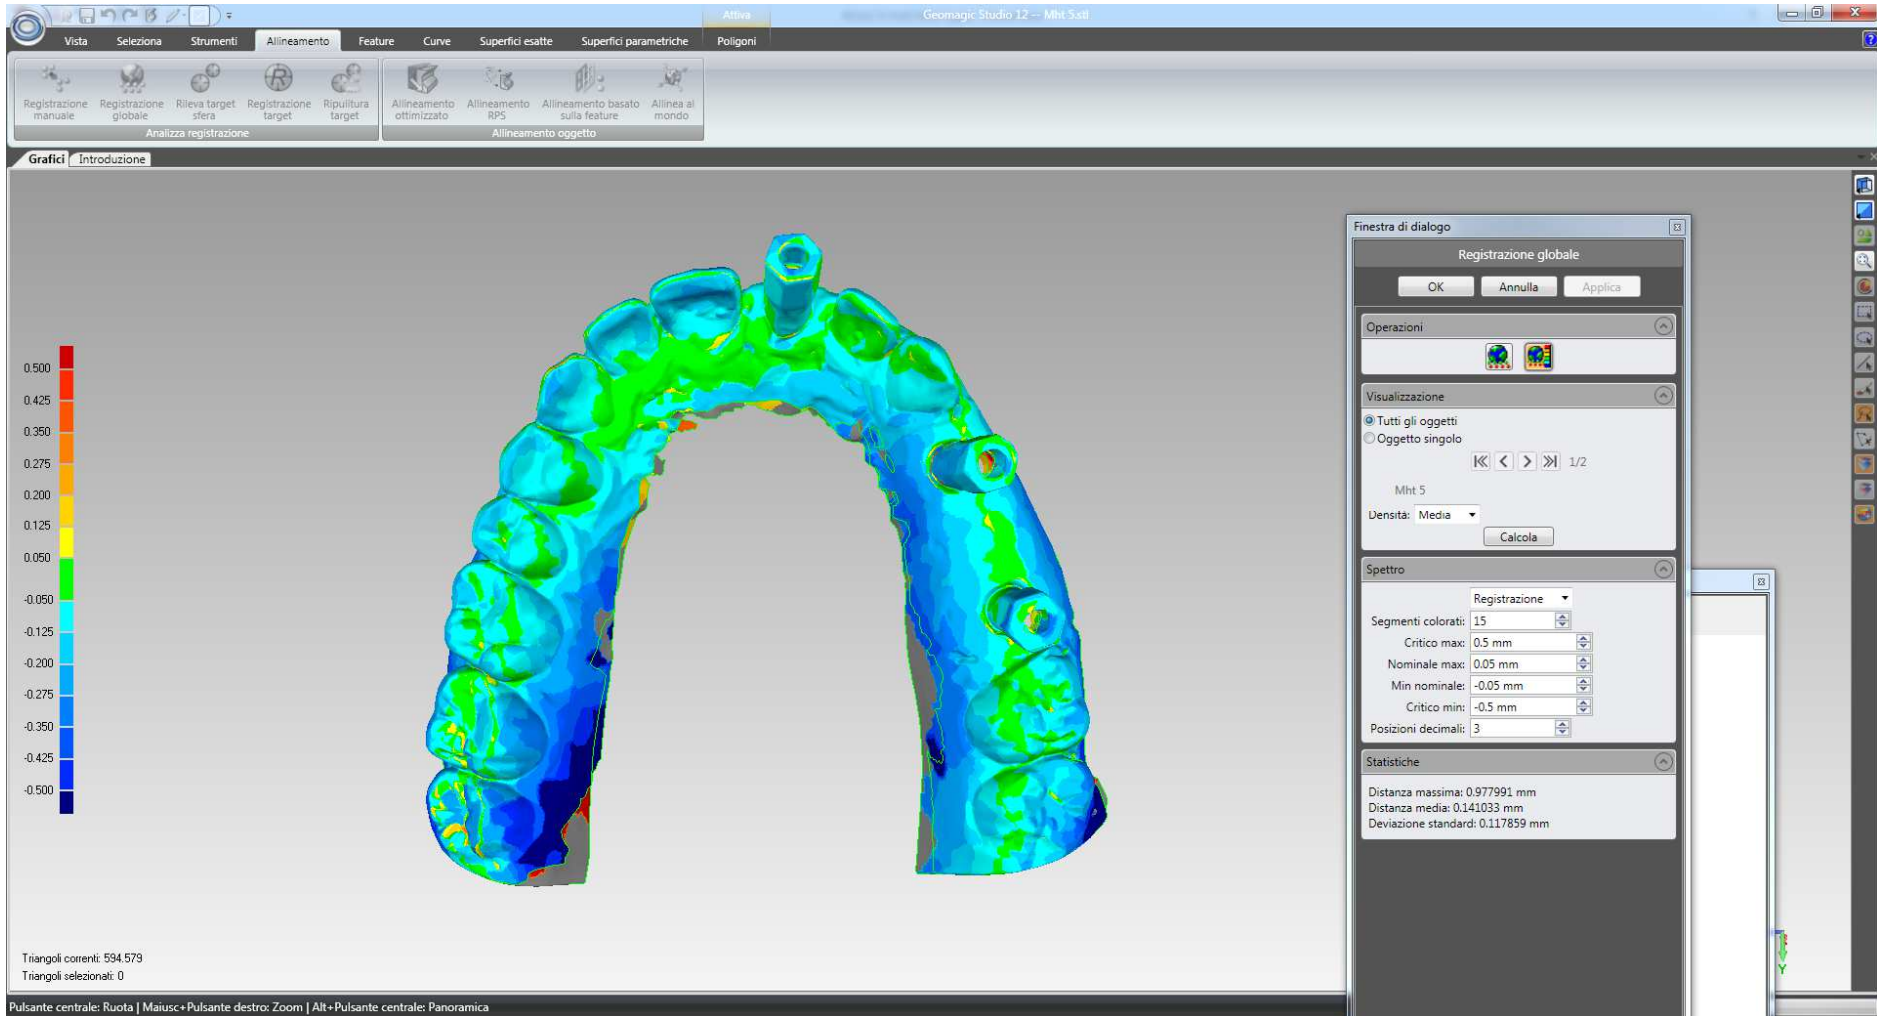 Attiva
Geomagic Studio 12 -- Mht 5.stl
Vista Seleziona Strumenti Allineamento Feature Curve Superfici esatte Superfici parametriche Poligoni
Registrazione manuale
Registrazione globale
Rileva target sfera
Registrazione target
Ripulitura target
Analizza registrazione
Allineamento ottimizzato
Allineamento RPS
Allineamento basato sulla feature
Allinea al mondo
Allineamento oggetto
Grafici Introduzione
0.500
0.425
0.350
0.275
0.200
0.125
0.050
-0.050
-0.125
-0.200
-0.275
-0.350
-0.425
-0.500
Finestra di dialogo
Registrazione globale
OK Annulla Applica
Operazioni
Visualizzazione
Tutti gli oggetti
Oggetto singolo
1/2
Mht 5
Densità: Media
Calcola
Spettro
Registrazione
Segmenti colorati: 15
Critico max: 0.5 mm
Nominale max: 0.05 mm
Min nominale: -0.05 mm
Critico min: -0.5 mm
Posizioni decimali: 3
Statistiche
Distanza massima: 0.977991 mm
Distanza media: 0.141033 mm
Deviazione standard: 0.117859 mm
Y
Triangoli correnti: 594.579
Triangoli selezionati: 0
Pulsante centrale: Ruota | Maiusc+Pulsante destro: Zoom | Alt+Pulsante centrale: Panoramica